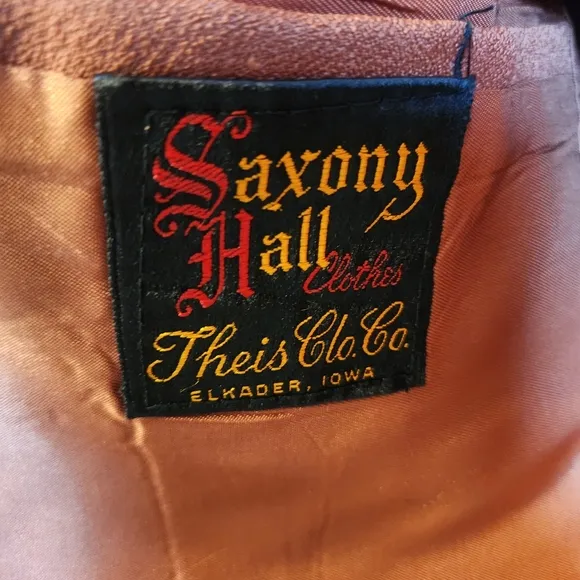 Saxony
Hall
Clothes
Theis Clo. Co.
ELKADER, IOWA